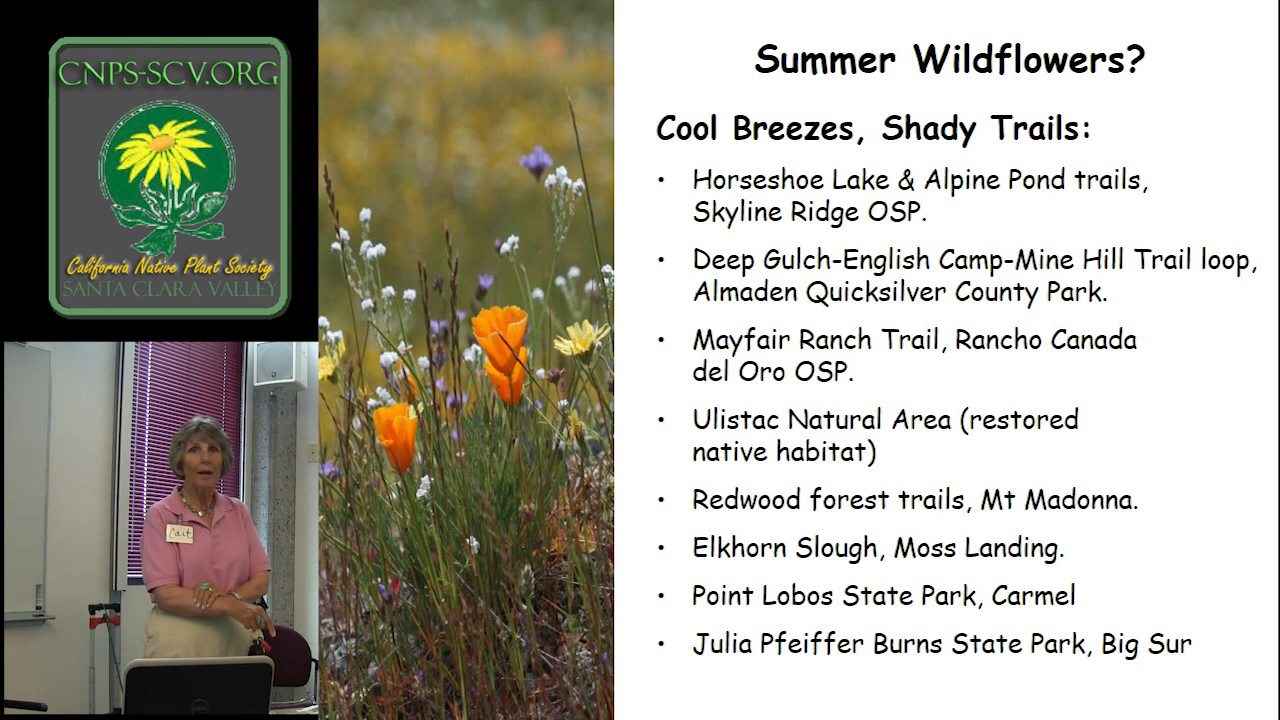 CNPS-SCV.ORG
California Native Plant Society
SANTA CLARA VALLEY
Cait
Summer Wildflowers?
Cool Breezes, Shady Trails:
• Horseshoe Lake & Alpine Pond trails,
Skyline Ridge OSP.
• Deep Gulch-English Camp-Mine Hill Trail loop,
Almaden Quicksilver County Park.
• Mayfair Ranch Trail, Rancho Canada
del Oro OSP.
• Ulistac Natural Area (restored
native habitat)
• Redwood forest trails, Mt Madonna.
• Elkhorn Slough, Moss Landing.
• Point Lobos State Park, Carmel
• Julia Pfeiffer Burns State Park, Big Sur